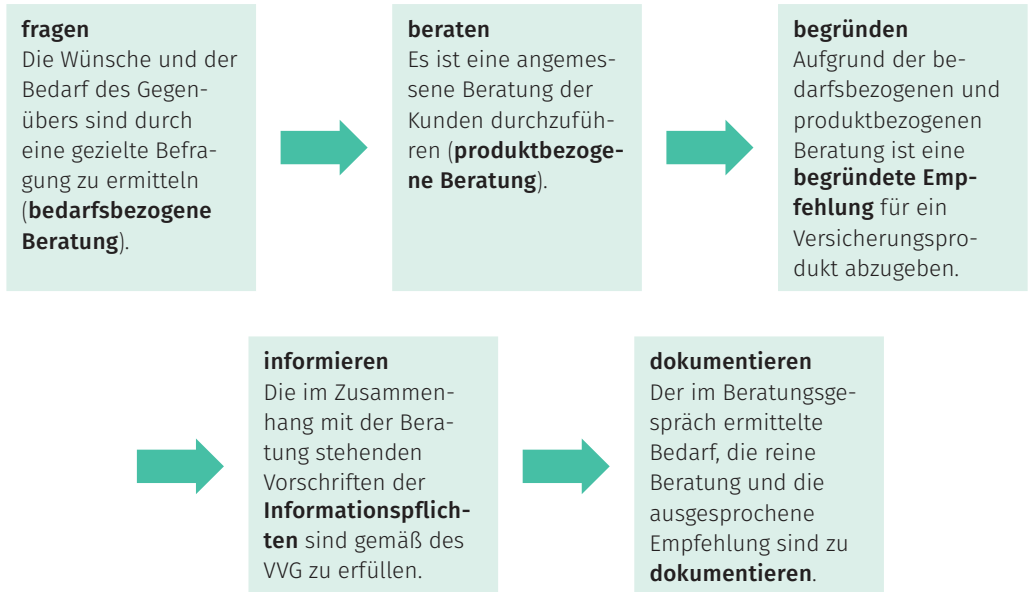 fragen
Die Wünsche und der
Bedarf des Gegen-
übers sind durch
eine gezielte Befra-
gung zu ermitteln
(bedarfsbezogene
Beratung).
beraten
Es ist eine angemes-
sene Beratung der
Kunden durchzufüh-
ren (produktbezoge-
ne Beratung).
begründen
Aufgrund der be-
darfsbezogenen und
produktbezogenen
Beratung ist eine
begründete Emp-
fehlung für ein
Versicherungspro-
dukt abzugeben.
informieren
Die im Zusammen-
hang mit der Bera-
tung stehenden
Vorschriften der
Informationspflich-
ten sind gemäß des
VVG zu erfüllen.
dokumentieren
Der im Beratungsge-
spräch ermittelte
Bedarf, die reine
Beratung und die
ausgesprochene
Empfehlung sind zu
dokumentieren.